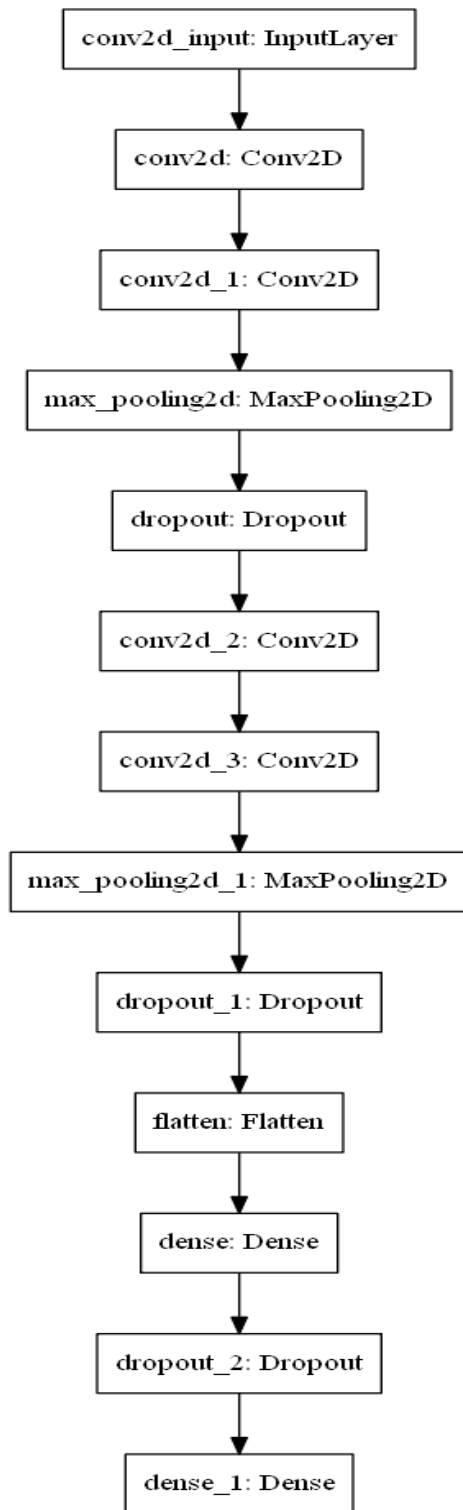 conv2d_input: InputLayer
conv2d: Conv2D
conv2d_1: Conv2D
max_pooling2d: MaxPooling2D
dropout: Dropout
conv2d_2: Conv2D
conv2d_3: Conv2D
max_pooling2d_1: MaxPooling2D
dropout_1: Dropout
flatten: Flatten
dense: Dense
dropout_2: Dropout
dense_1: Dense